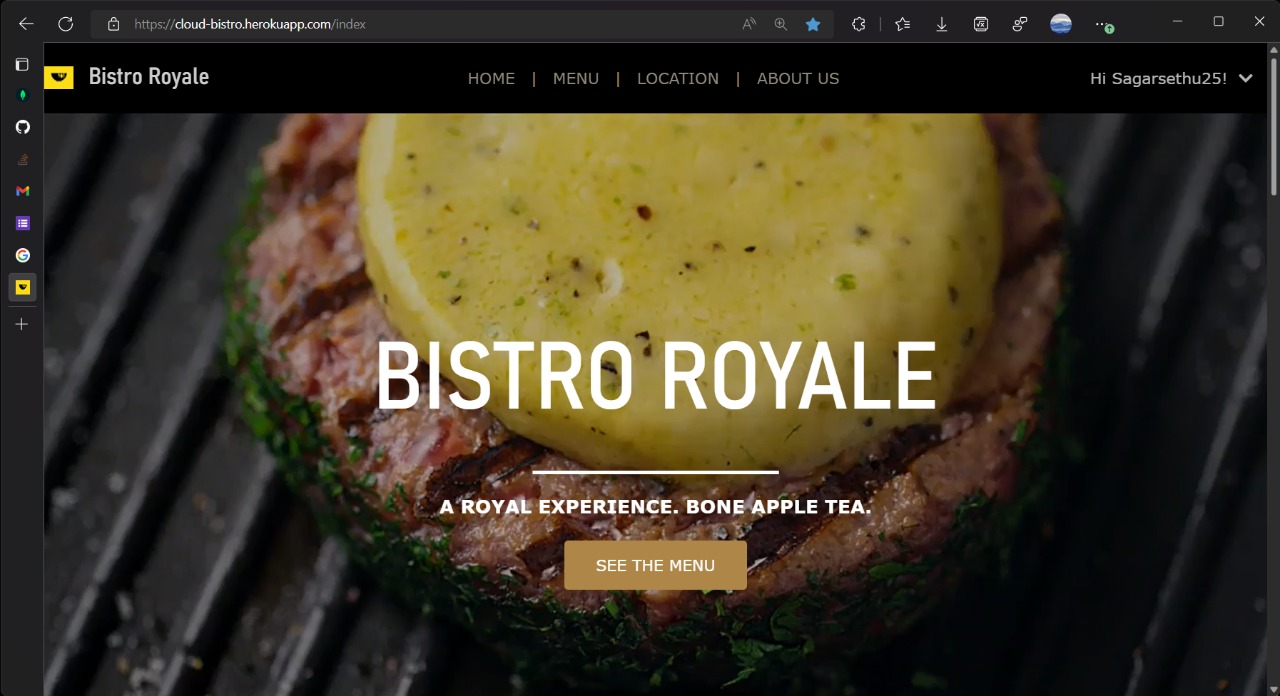 https://cloud-bistro.herokuapp.com/index
Bistro Royale
HOME | MENU | LOCATION | ABOUT US
Hi Sagarsethu25!
BISTRO ROYALE
A ROYAL EXPERIENCE. BONE APPLE TEA.
SEE THE MENU